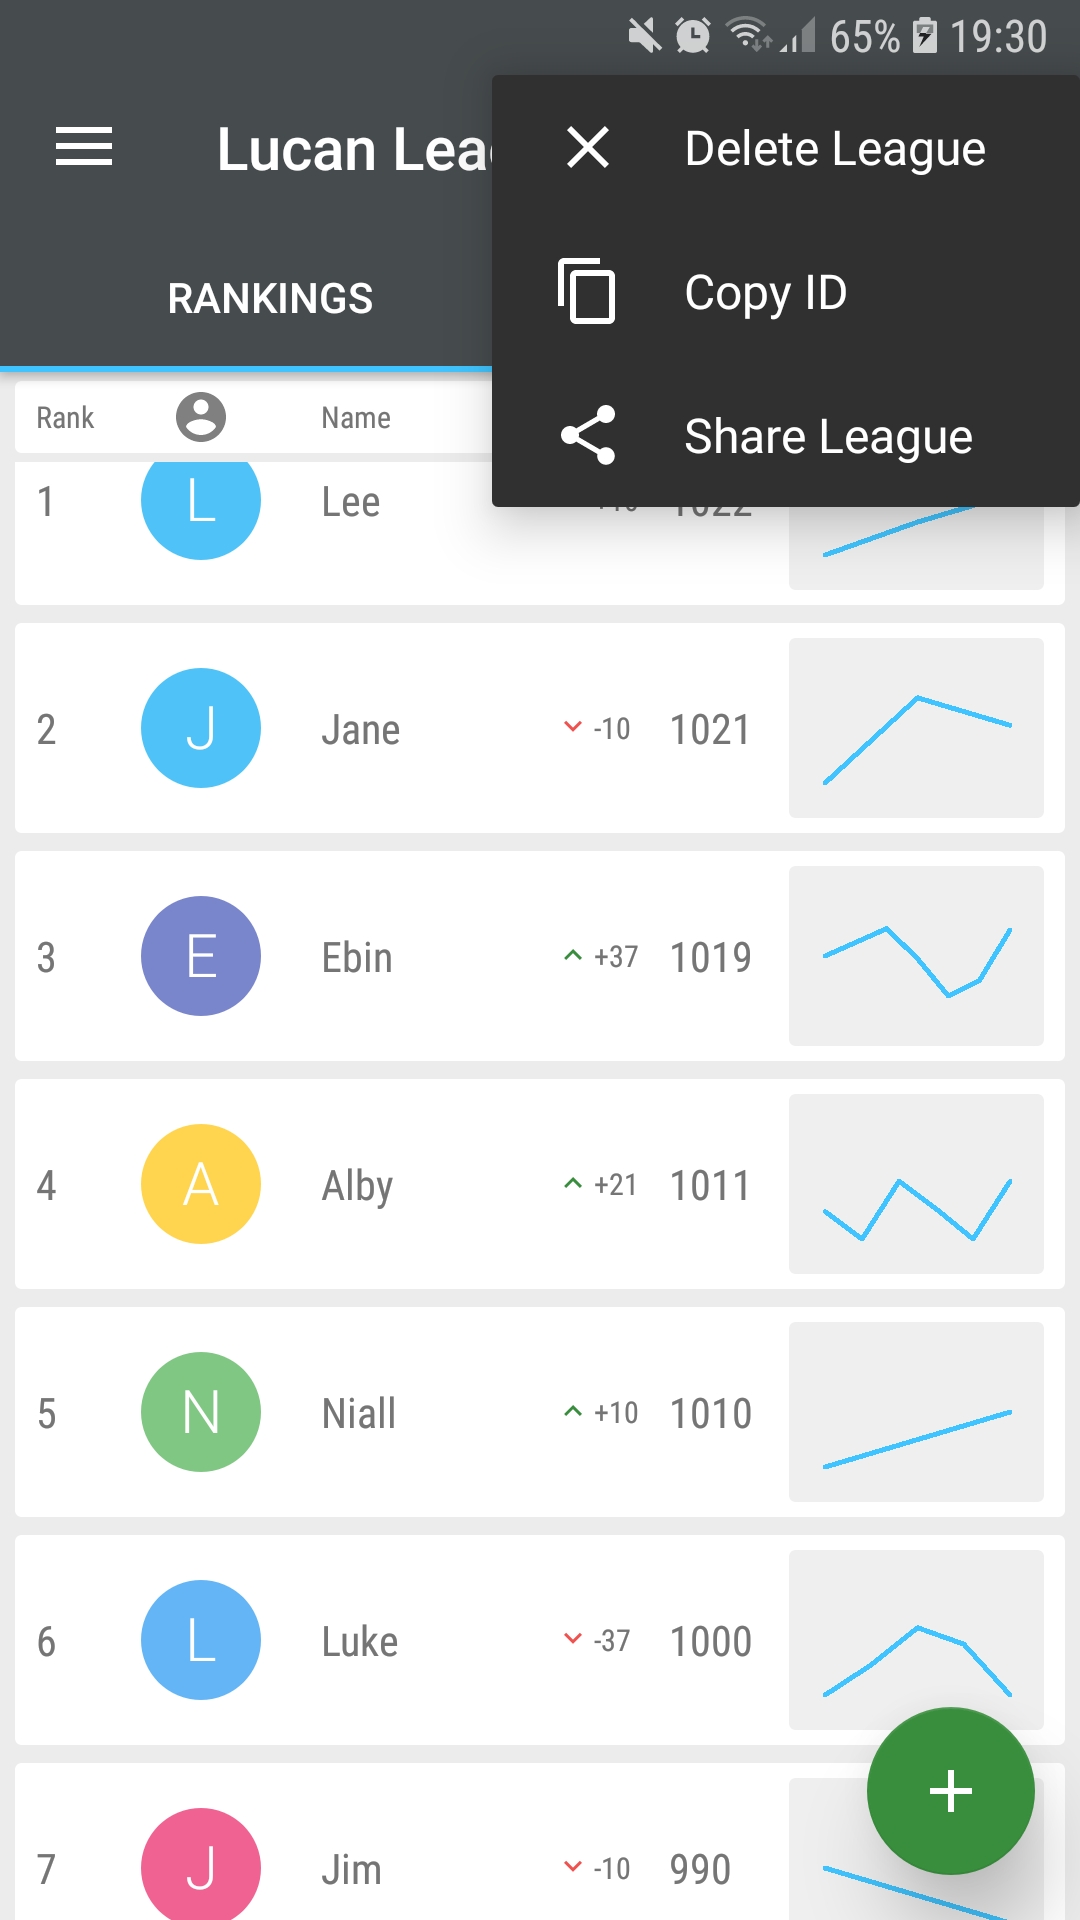 65% 19:30
Lucan Lea
Delete League
Copy ID
Share League
RANKINGS
Rank Name
1 L Lee 1022
2 J Jane -10 1021
3 E Ebin +37 1019
4 A Alby +21 1011
5 N Niall +10 1010
6 L Luke -37 1000
7 J Jim -10 990